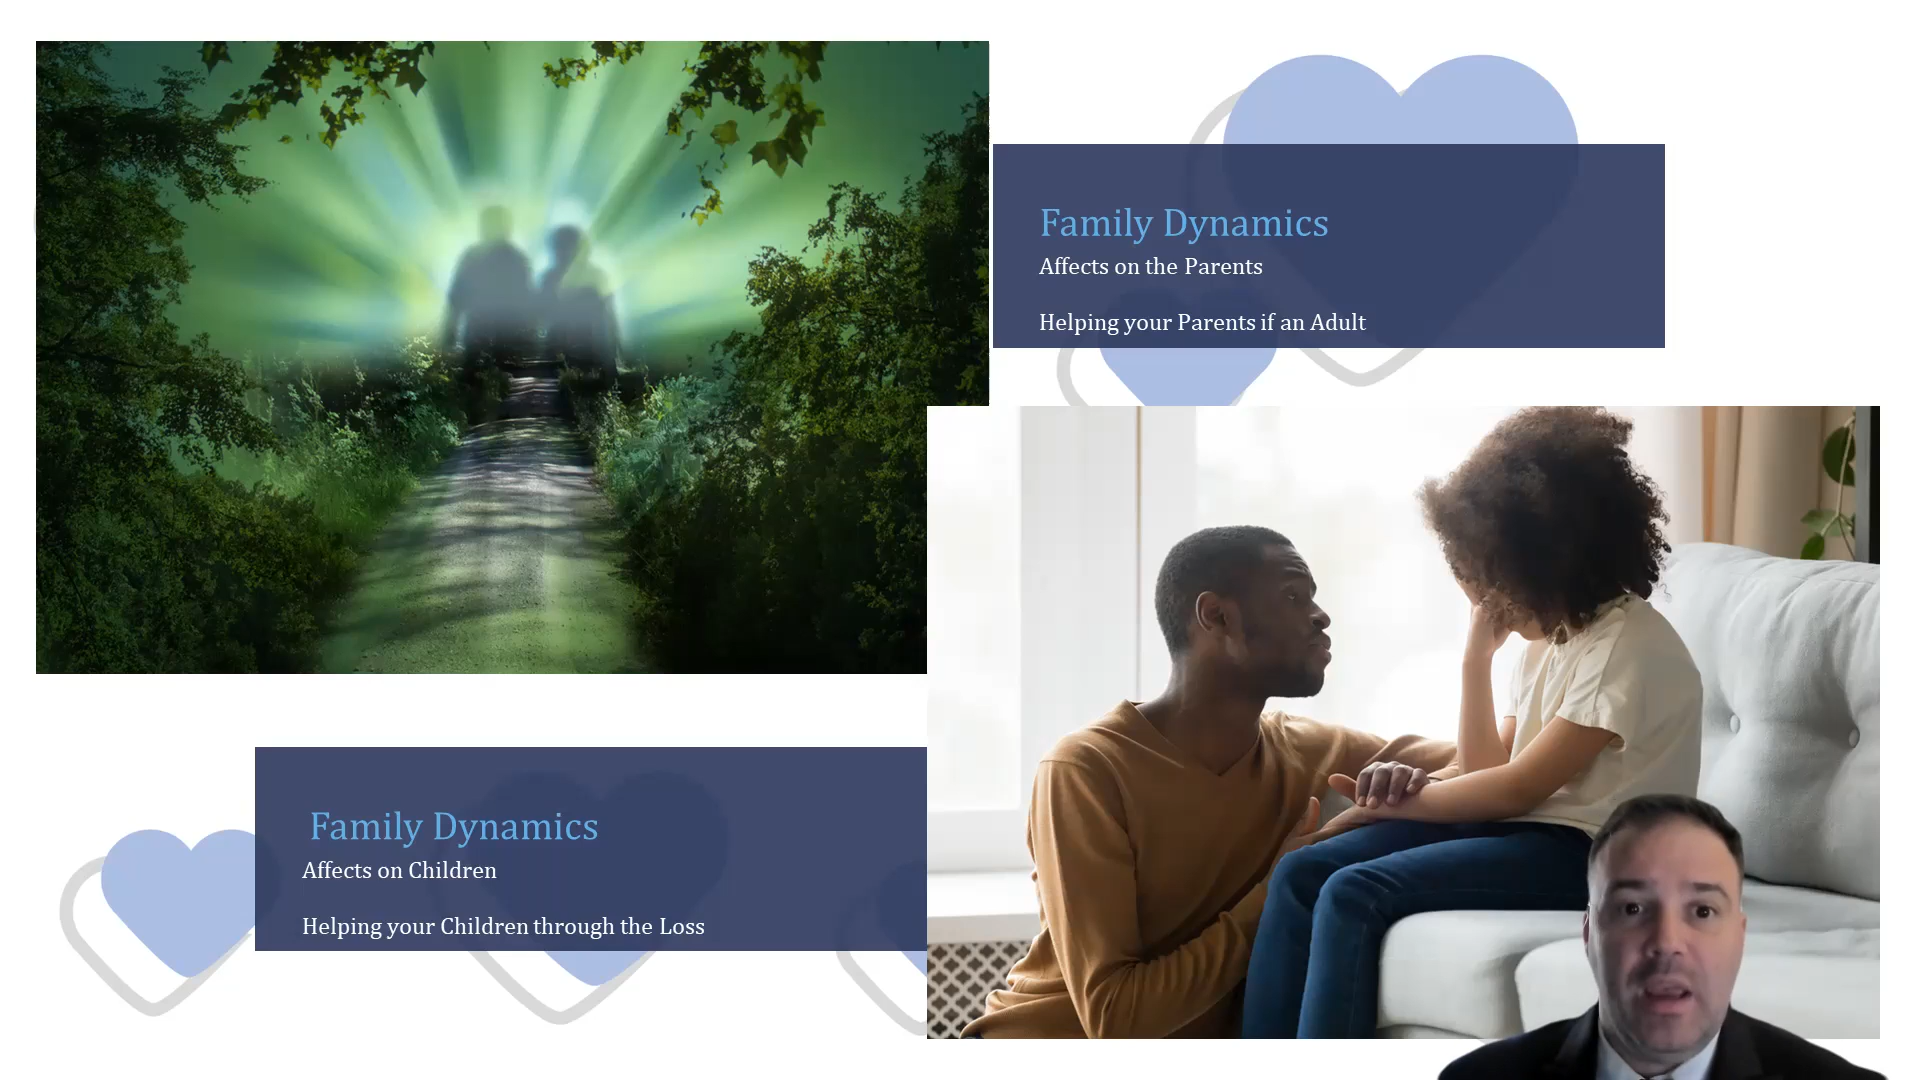 Family Dynamics
Affects on the Parents
Helping your Parents if an Adult
Family Dynamics
Affects on Children
Helping your Children through the Loss